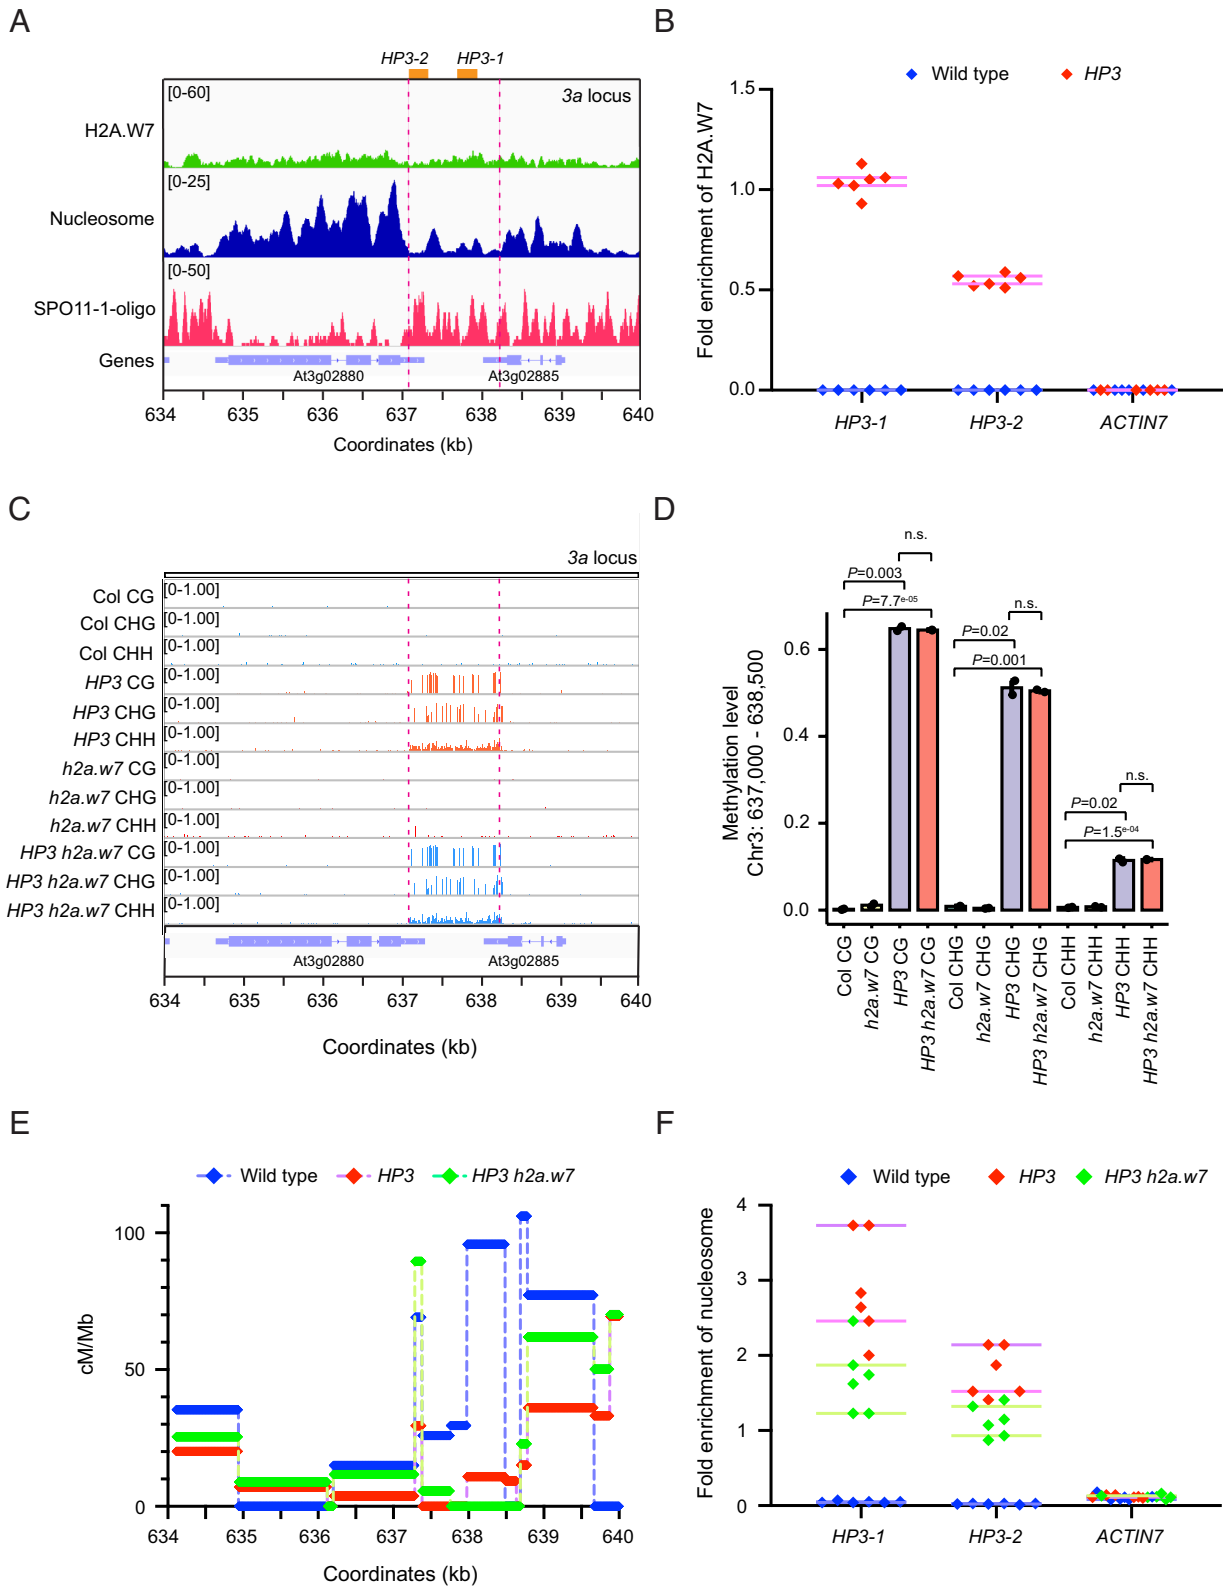 A
HP3-2 HP3-1
[0-60] 3a locus
H2A.W7
[0-25]
Nucleosome
[0-50]
SPO11-1-oligo
Genes
At3g02880 At3g02885
634 635 636 637 638 639 640
Coordinates (kb)
B
Wild type HP3
Fold enrichment of H2A.W7
1.5
1.0
0.5
0.0
HP3-1 HP3-2 ACTIN7
C
3a locus
Col CG [0-1.00]
Col CHG [0-1.00]
Col CHH [0-1.00]
HP3 CG [0-1.00]
HP3 CHG [0-1.00]
HP3 CHH [0-1.00]
h2a.w7 CG [0-1.00]
h2a.w7 CHG [0-1.00]
h2a.w7 CHH [0-1.00]
HP3 h2a.w7 CG [0-1.00]
HP3 h2a.w7 CHG [0-1.00]
HP3 h2a.w7 CHH [0-1.00]
At3g02880 At3g02885
634 635 636 637 638 639 640
Coordinates (kb)
D
n.s.
P=0.003
P=7.7e-05
n.s.
P=0.02
P=0.001
n.s.
P=0.02
P=1.5e-04
Methylation level
Chr3: 637,000 - 638,500
0.6
0.4
0.2
0.0
Col CG
h2a.w7 CG
HP3 CG
HP3 h2a.w7 CG
Col CHG
h2a.w7 CHG
HP3 CHG
HP3 h2a.w7 CHG
Col CHH
h2a.w7 CHH
HP3 CHH
HP3 h2a.w7 CHH
E
Wild type HP3 HP3 h2a.w7
cM/Mb
100
50
0
634 635 636 637 638 639 640
Coordinates (kb)
F
Wild type HP3 HP3 h2a.w7
Fold enrichment of nucleosome
4
3
2
1
0
HP3-1 HP3-2 ACTIN7